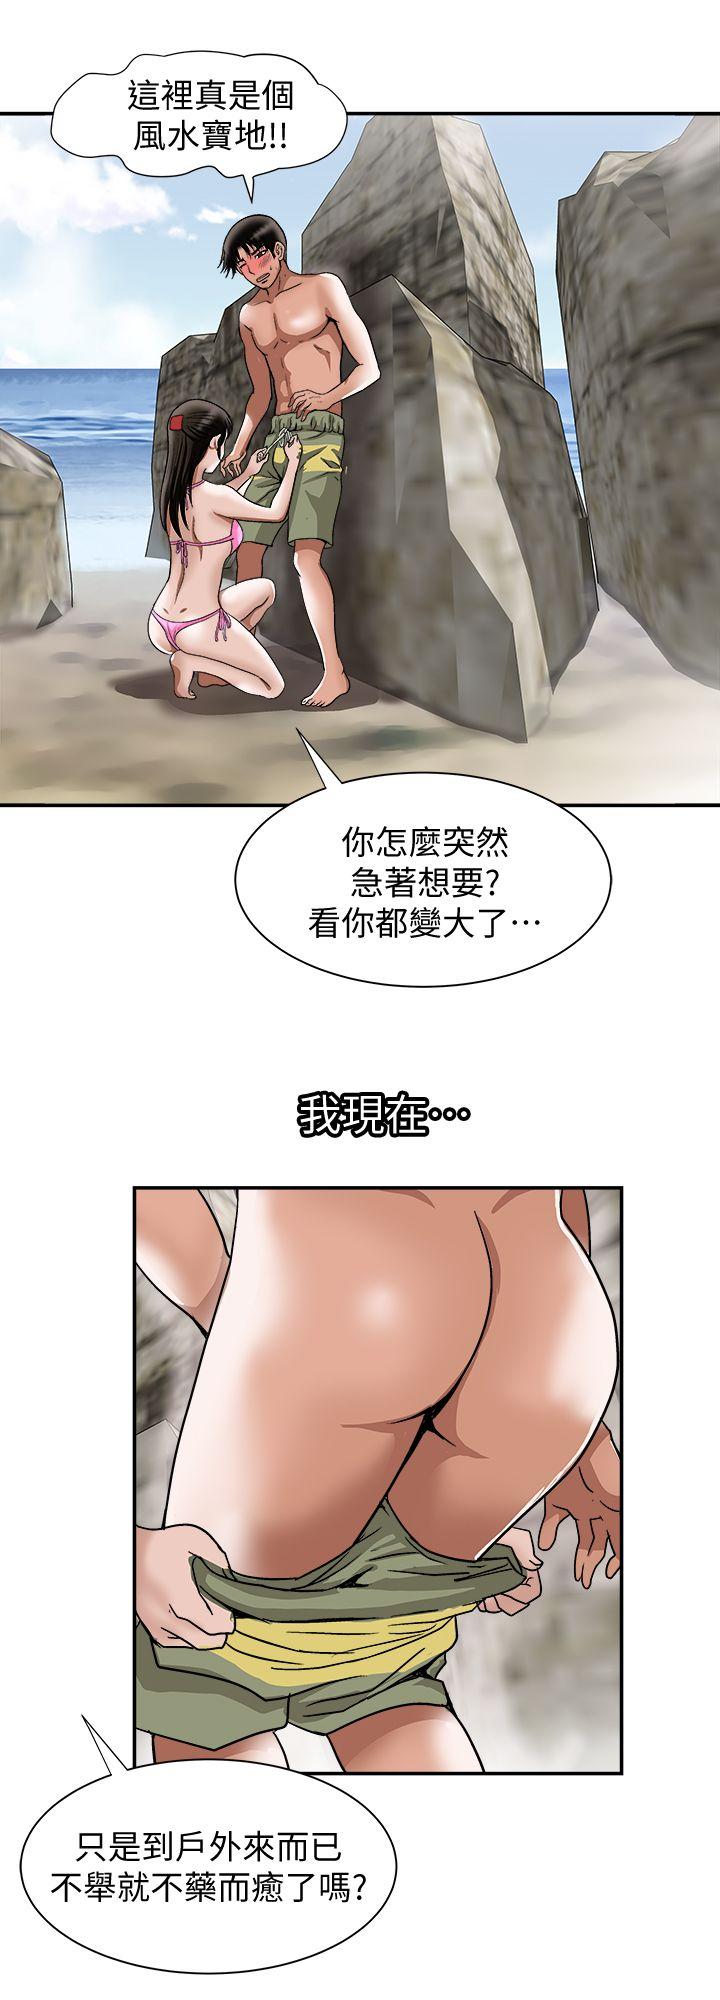 這裡真是個
風水寶地!!
你怎麼突然
急著想要?
看你都變大了…
我現在…
只是到戶外來而已
不舉就不藥而癒了嗎?